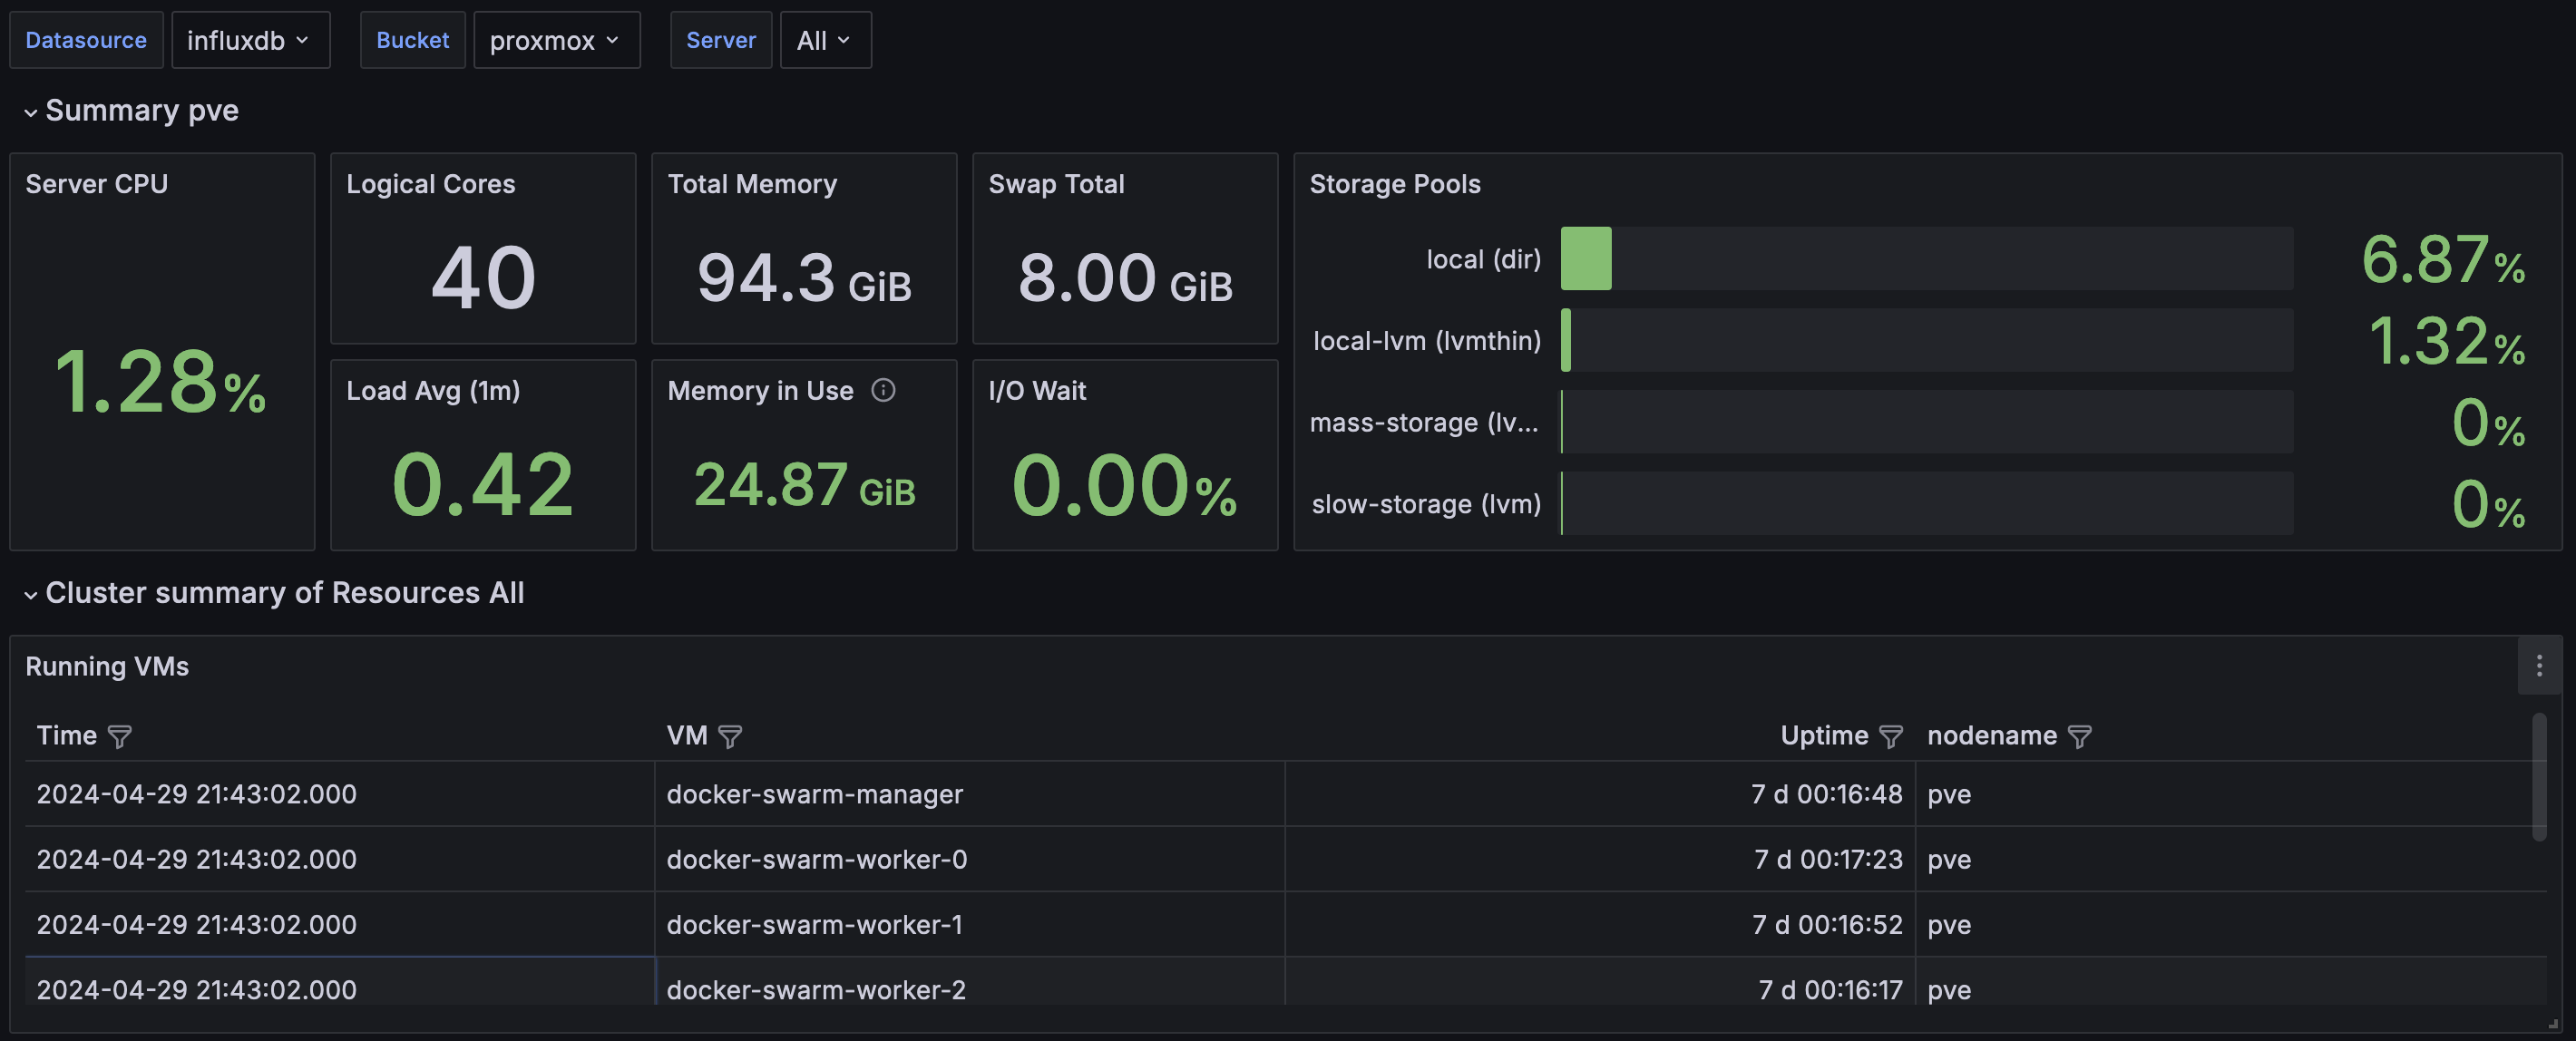 Datasource influxdb Bucket proxmox Server All
Summary pve
Server CPU
1.28%
Logical Cores
40
Total Memory
94.3 GiB
Swap Total
8.00 GiB
Load Avg (1m)
0.42
Memory in Use
24.87 GiB
I/O Wait
0.00%
Storage Pools
local (dir) 6.87%
local-lvm (lvmthin) 1.32%
mass-storage (lv... 0%
slow-storage (lvm) 0%
Cluster summary of Resources All
Running VMs
Time VM Uptime nodename
2024-04-29 21:43:02.000 docker-swarm-manager 7 d 00:16:48 pve
2024-04-29 21:43:02.000 docker-swarm-worker-0 7 d 00:17:23 pve
2024-04-29 21:43:02.000 docker-swarm-worker-1 7 d 00:16:52 pve
2024-04-29 21:43:02.000 docker-swarm-worker-2 7 d 00:16:17 pve